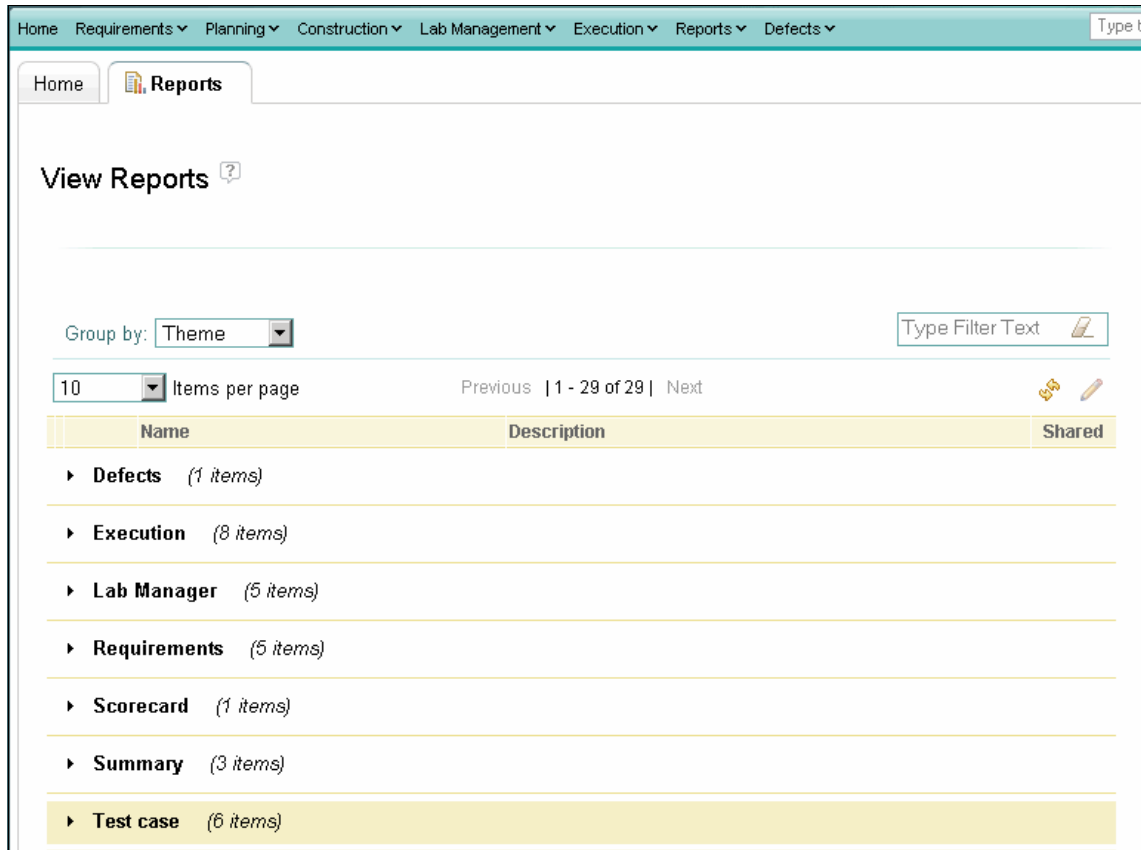 Home Requirements Planning Construction Lab Management Execution Reports Defects Type
Home Reports
View Reports ?
Group by: Theme Type Filter Text
10 Items per page Previous | 1 - 29 of 29 | Next
Name Description Shared
Defects (1 items)
Execution (8 items)
Lab Manager (5 items)
Requirements (5 items)
Scorecard (1 items)
Summary (3 items)
Test case (6 items)